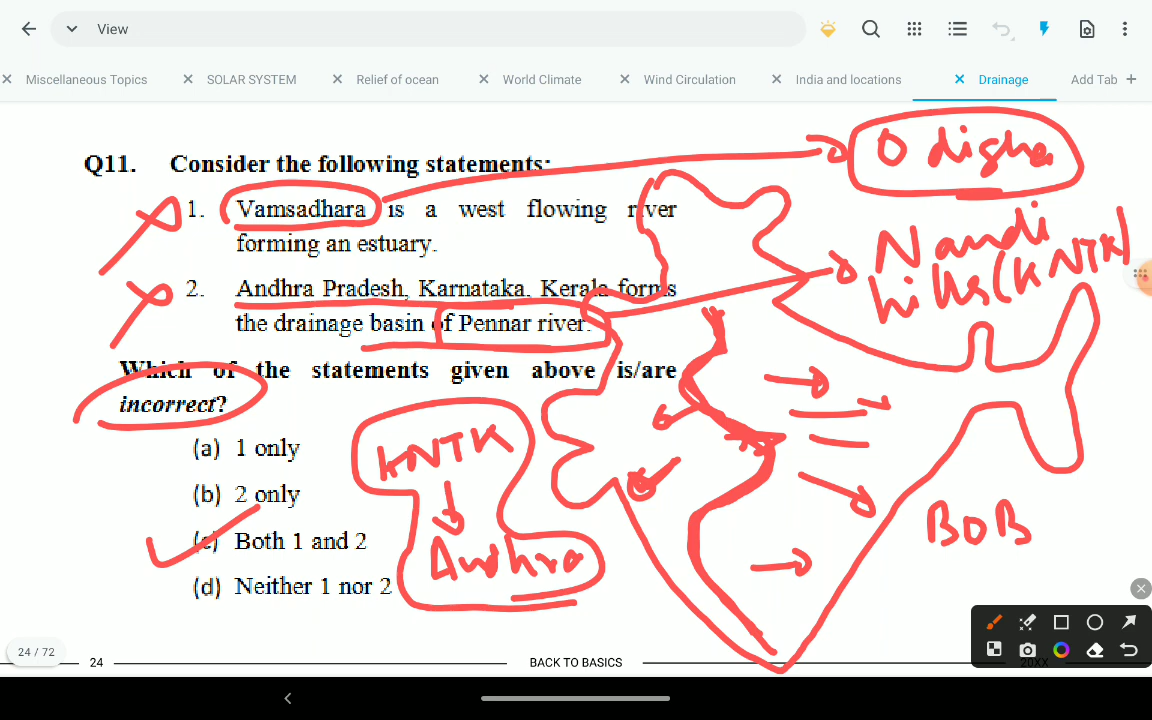 View
Miscellaneous Topics
SOLAR SYSTEM
Relief of ocean
World Climate
Wind Circulation
India and locations
Drainage
Add Tab +
Q11. Consider the following statements:
Odisha
1. Vamsadhara is a west flowing river
forming an estuary.
Nandi
hills (KNTK)
2. Andhra Pradesh, Karnataka, Kerala forms
the drainage basin of Pennar river.
Which of the statements given above is/are
incorrect?
(a) 1 only
(b) 2 only
(c) Both 1 and 2
(d) Neither 1 nor 2
KNTK
Andhra
BOB
24 / 72
24
BACK TO BASICS
20XX